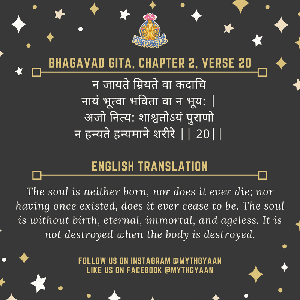 BHAGAVAD GITA, CHAPTER 2, VERSE 20
न जायते म्रियते वा कदाचि
नायं भूत्वा भविता वा न भूय: |
अजो नित्य: शाश्वतोऽयं पुराणो
न हन्यते हन्यमाने शरीरे || 20||
ENGLISH TRANSLATION
The soul is neither born, nor does it ever die; nor
having once existed, does it ever cease to be. The soul
is without birth, eternal, immortal, and ageless. It is
not destroyed when the body is destroyed.
FOLLOW US ON INSTAGRAM @MYTHGYAAN
LIKE US ON FACEBOOK @MYTHGYAAN